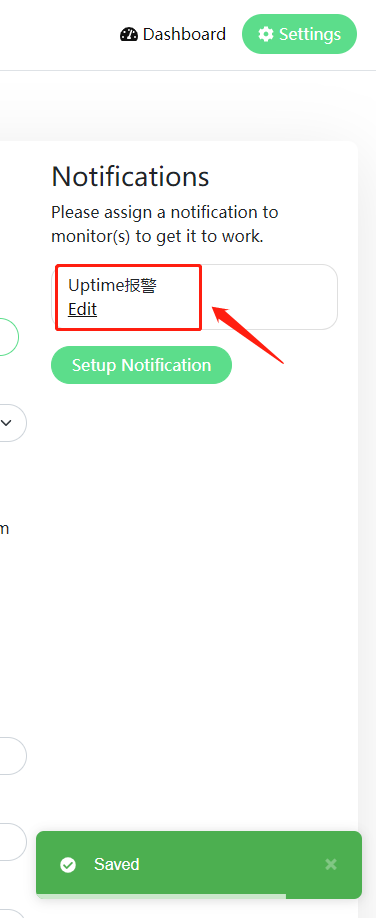 Dashboard
Settings
Notifications
Please assign a notification to
monitor(s) to get it to work.
Uptime报警
Edit
Setup Notification
m
Saved